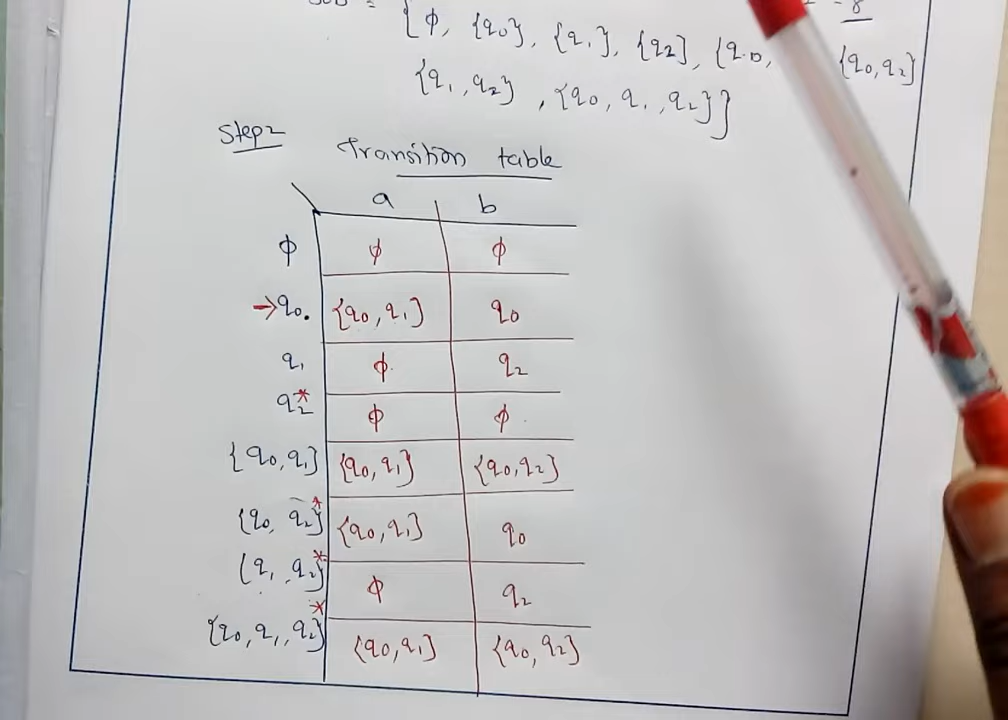 {ϕ, {q0}, {q1}, {q2}, {q0, {q0,q2}
{q1,q2}, {q0,q1,q2}}
Step2
Transition table
a b
ϕ ϕ ϕ
→q0. {q0,q1} q0
q1 ϕ q2
q2* ϕ ϕ
{q0,q1} {q0,q1} {q0,q2}
{q0,q2}* {q0,q1} q0
{q1,q2}* ϕ q2
{q0,q1,q2}* {q0,q1} {q0,q2}